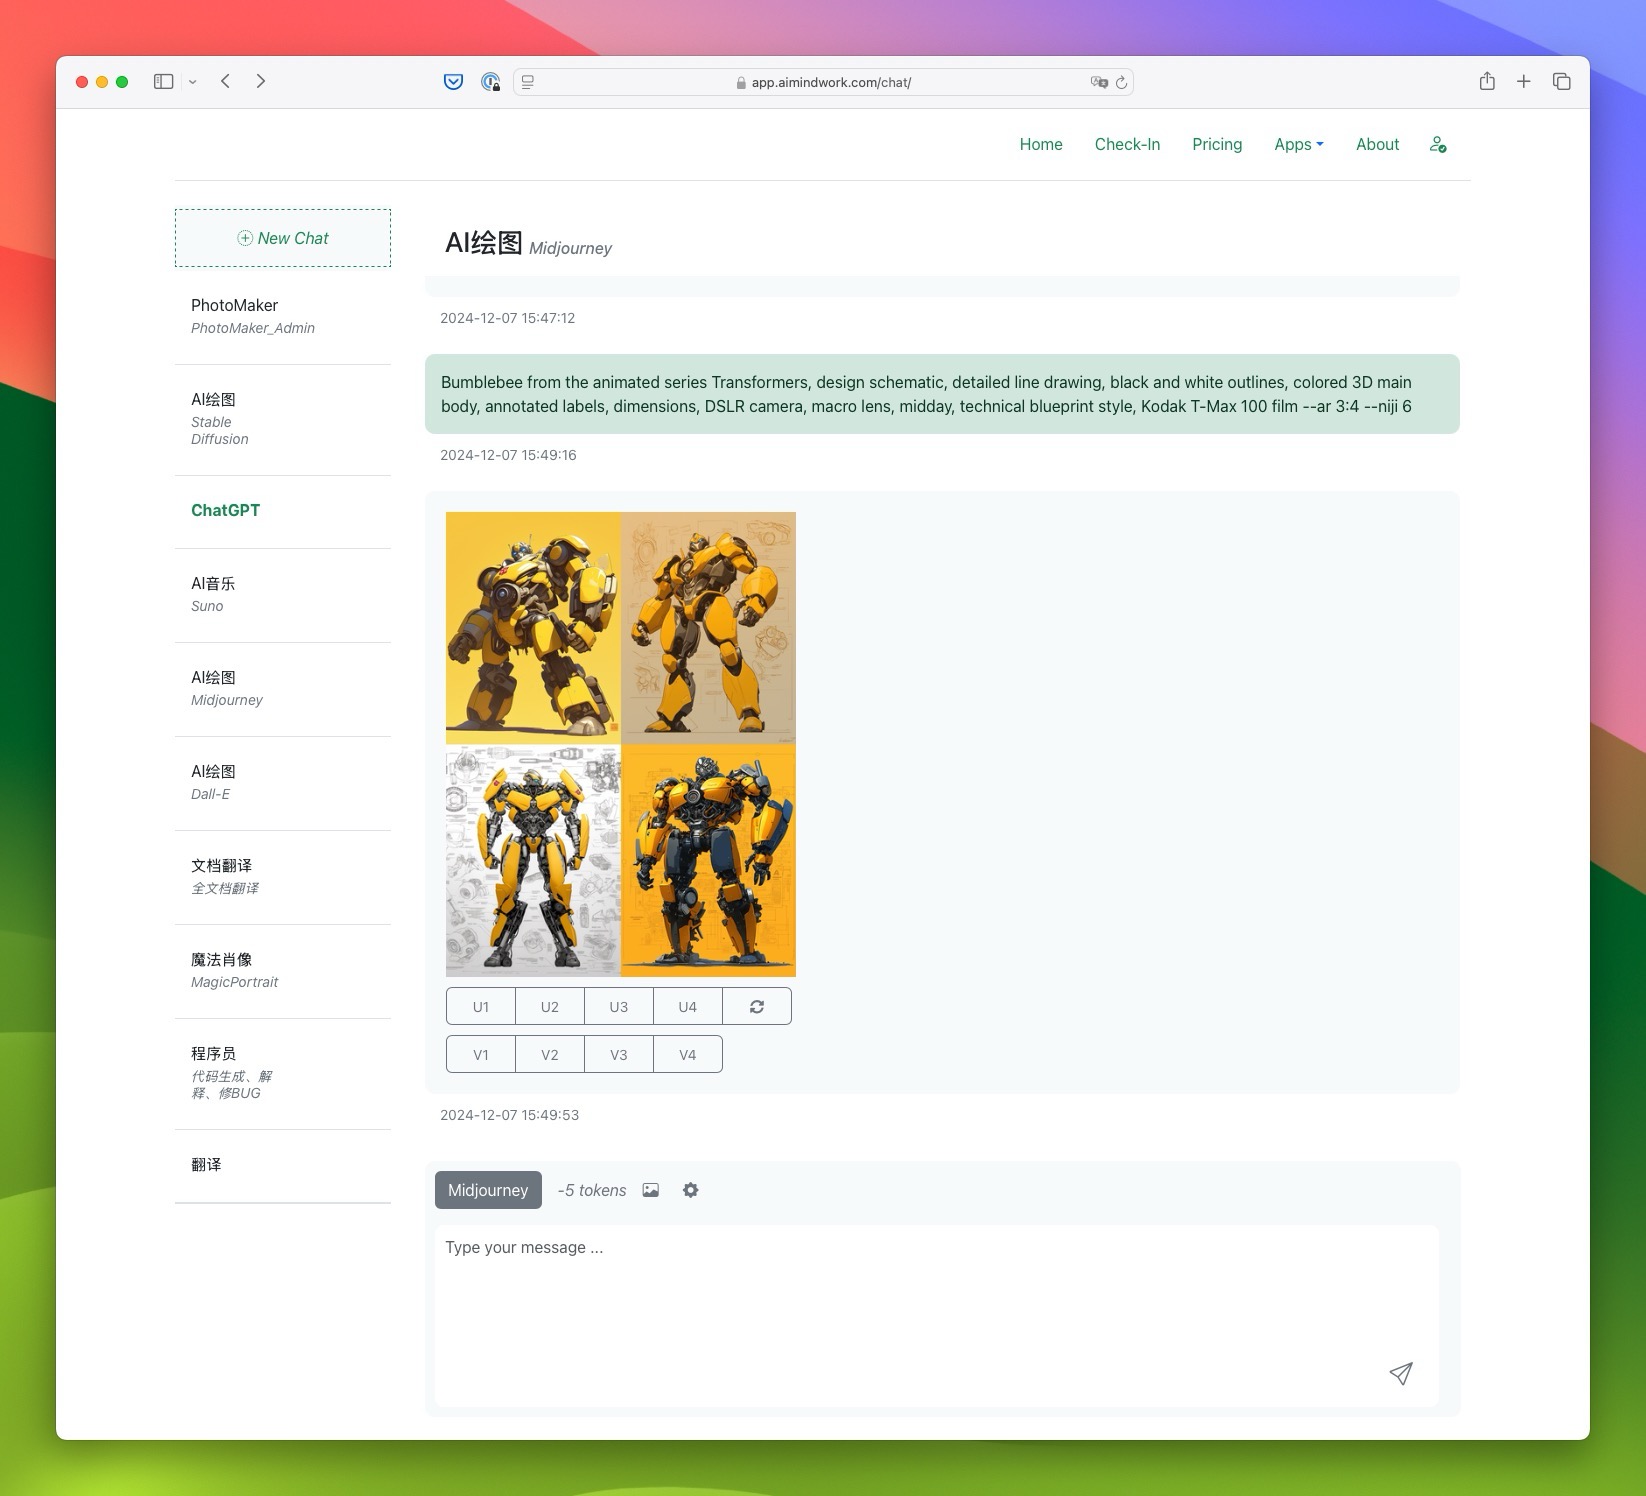 app.aimindwork.com/chat/
Home Check-In Pricing Apps About
New Chat
PhotoMaker
PhotoMaker_Admin
AI绘图
Stable
Diffusion
ChatGPT
AI音乐
Suno
AI绘图
Midjourney
AI绘图
Dall-E
文档翻译
全文档翻译
魔法肖像
MagicPortrait
程序员
代码生成、解
释、修BUG
翻译
AI绘图 Midjourney
2024-12-07 15:47:12
Bumblebee from the animated series Transformers, design schematic, detailed line drawing, black and white outlines, colored 3D main
body, annotated labels, dimensions, DSLR camera, macro lens, midday, technical blueprint style, Kodak T-Max 100 film --ar 3:4 --niji 6
2024-12-07 15:49:16
U1 U2 U3 U4
V1 V2 V3 V4
2024-12-07 15:49:53
Midjourney -5 tokens
Type your message ...